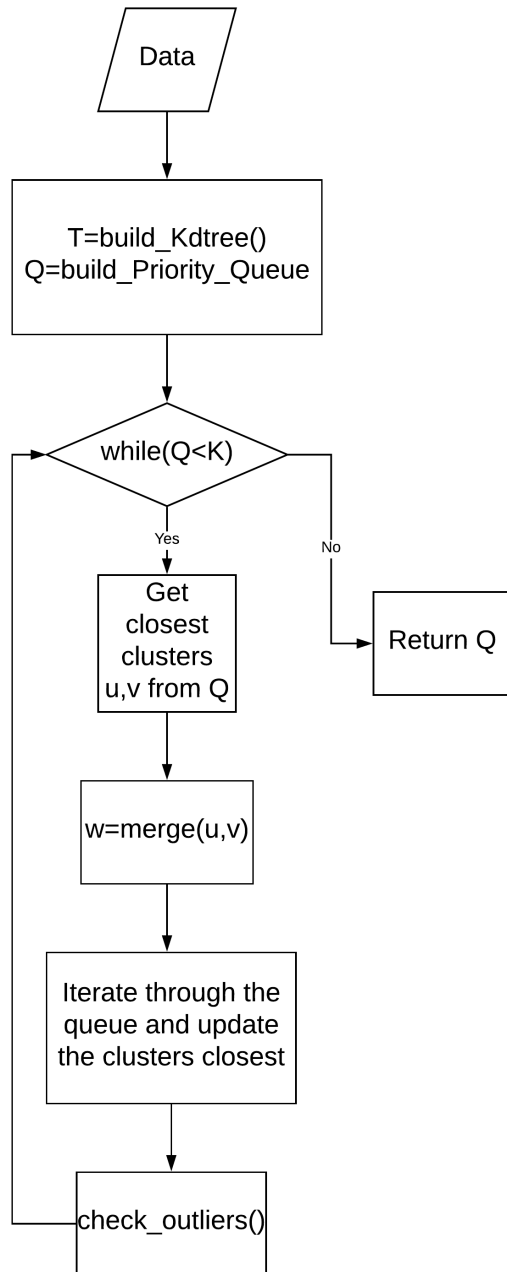 Data
T=build_Kdtree()
Q=build_Priority_Queue
while(Q<K)
Yes
No
Get
closest
clusters
u,v from Q
Return Q
w=merge(u,v)
Iterate through the
queue and update
the clusters closest
check_outliers()